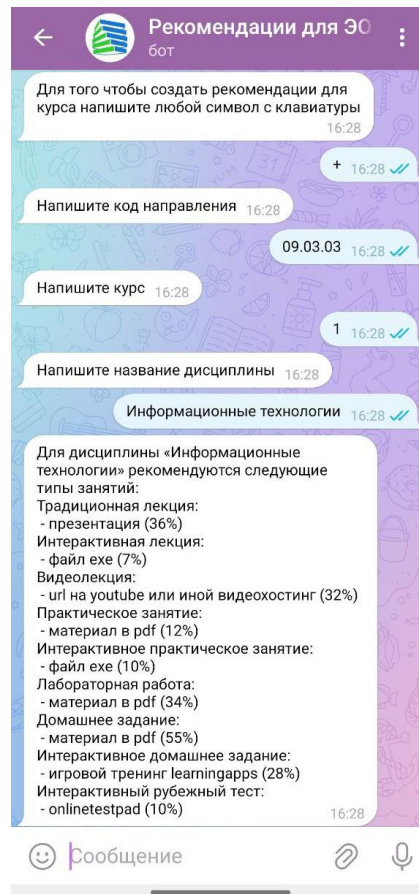 Рекомендации для ЭО
бот
Для того чтобы создать рекомендации для
курса напишите любой символ с клавиатуры
16:28
+ 16:28
Напишите код направления 16:28
09.03.03 16:28
Напишите курс 16:28
1 16:28
Напишите название дисциплины 16:28
Информационные технологии 16:28
Для дисциплины «Информационные
технологии» рекомендуются следующие
типы занятий:
Традиционная лекция:
- презентация (36%)
Интерактивная лекция:
- файл exe (7%)
Видеолекция:
- url на youtube или иной видеохостинг (32%)
Практическое занятие:
- материал в pdf (12%)
Интерактивное практическое занятие:
- файл exe (10%)
Лабораторная работа:
- материал в pdf (34%)
Домашнее задание:
- материал в pdf (55%)
Интерактивное домашнее задание:
- игровой тренинг learningapps (28%)
Интерактивный рубежный тест:
- onlinetestpad (10%)
16:28
Сообщение